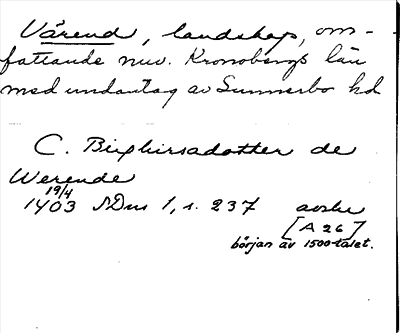 Värend, landskap, om-
fattande nuv. Kronobergs län
med undantag av Sunnerbo hd
C. Birghirsadotter de
Werende
19/4
1403 SDns 1, s. 237 avskr
[A 26]
början av 1500-talet.